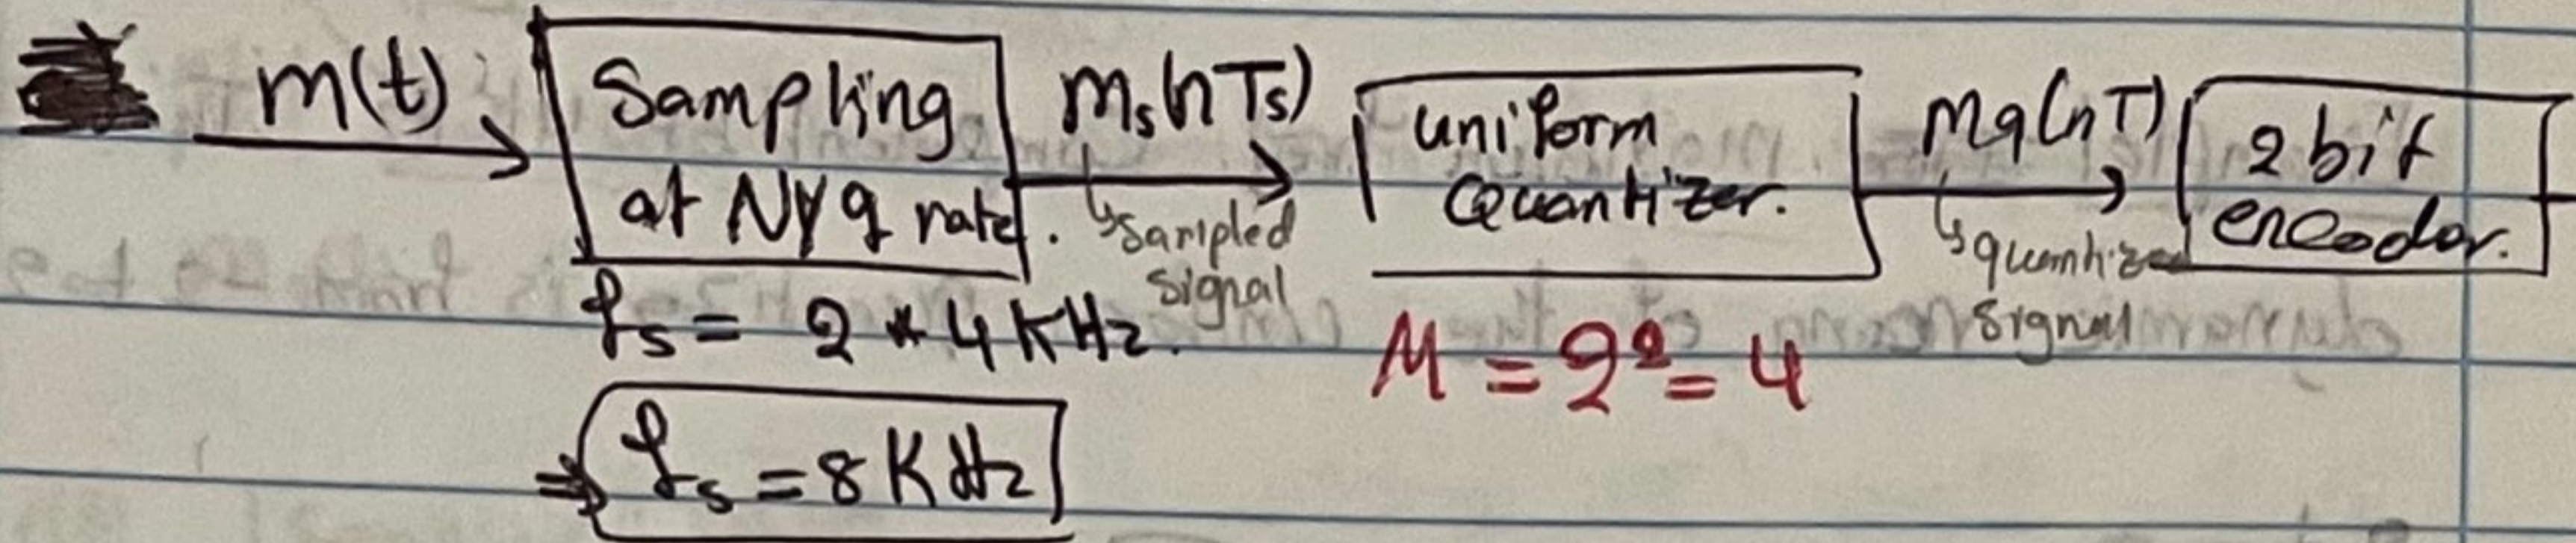 m(t)
Sampling
at Nyq rate.
ms(nTs)
Sampled
signal
uniform
Quantizer.
Mq(nT)
quantized
signal
2 bit
encodor.
fs = 2 * 4 KHz.
M = 2² = 4
⇒ fs = 8 KHz